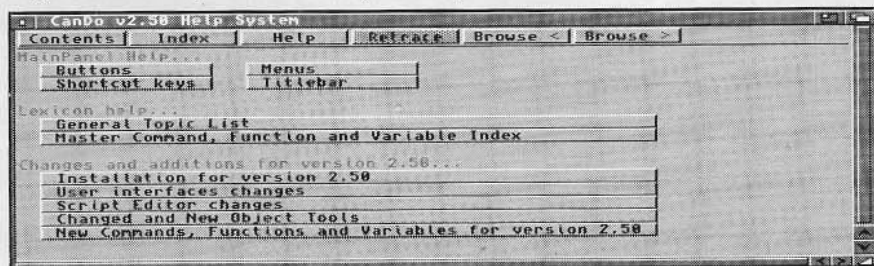 CanDo v2.50 Help System
Contents Index Help Retrace Browse < Browse >
MainPanel Help...
Buttons Menus
Shortcut keys Titlebar
Lexicon help...
General Topic List
Master Command, Function and Variable Index
Changes and additions for version 2.50...
Installation for version 2.50
User interfaces changes
Script Editor changes
Changed and New Object Tools
New Commands, Functions and Variables for version 2.50